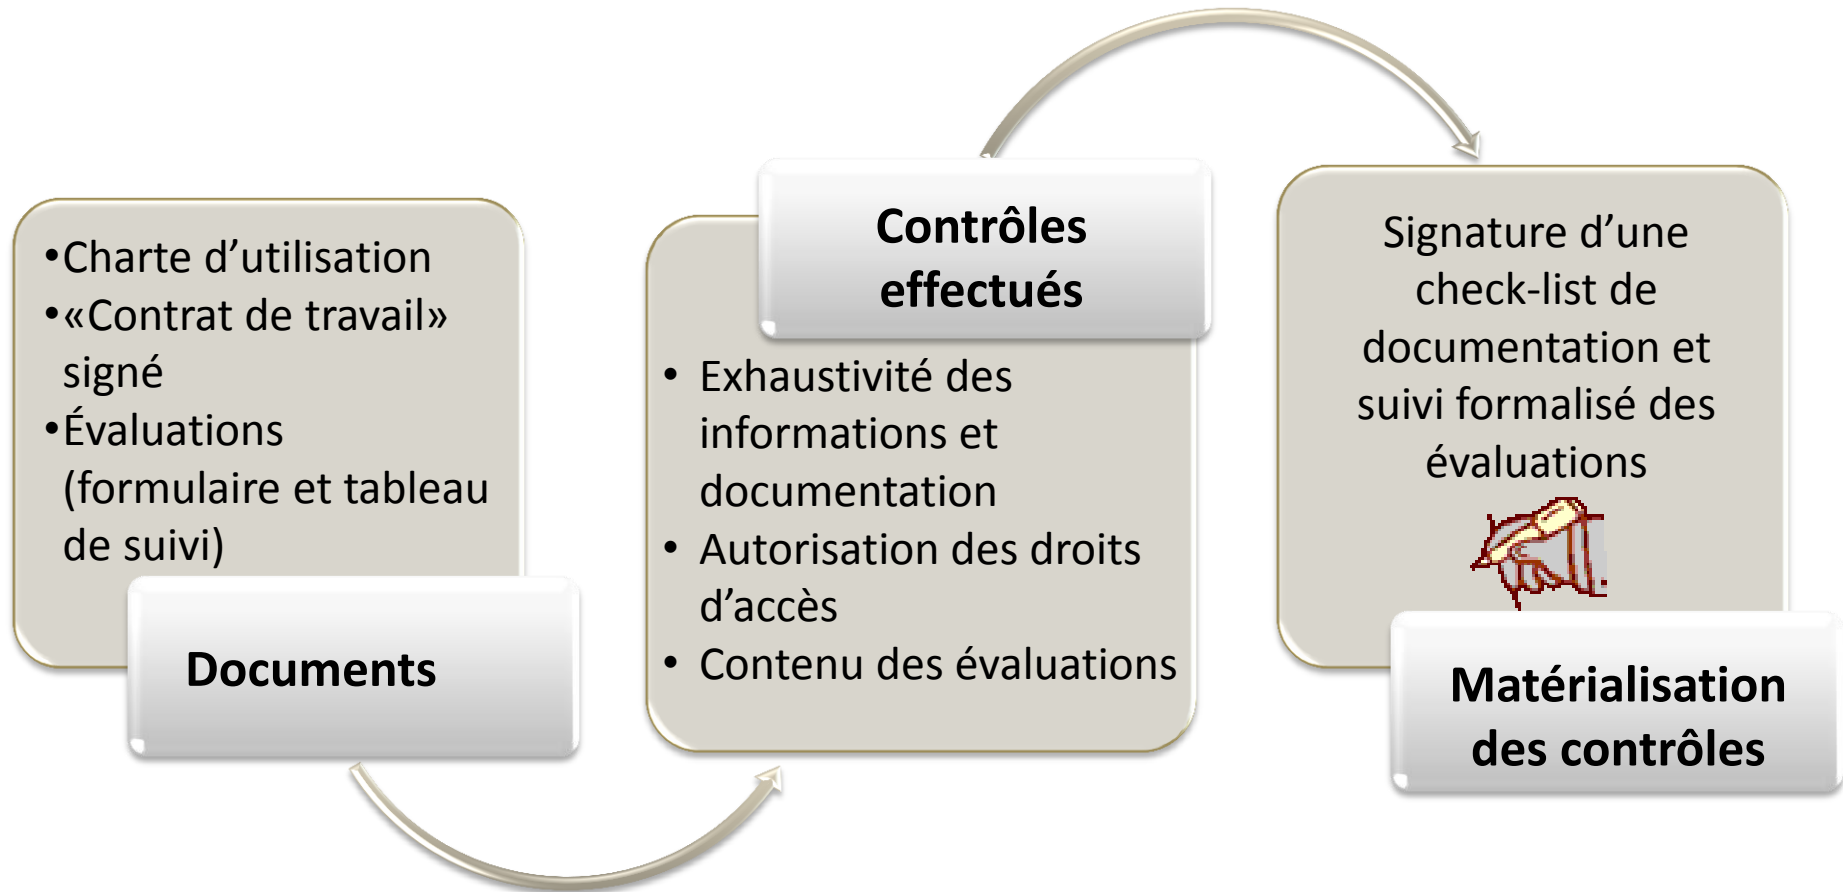 •Charte d’utilisation
•«Contrat de travail»
signé
•Évaluations
(formulaire et tableau
de suivi)
Documents
Contrôles
effectués
• Exhaustivité des
informations et
documentation
• Autorisation des droits
d’accès
• Contenu des évaluations
Signature d’une
check-list de
documentation et
suivi formalisé des
évaluations
Matérialisation
des contrôles